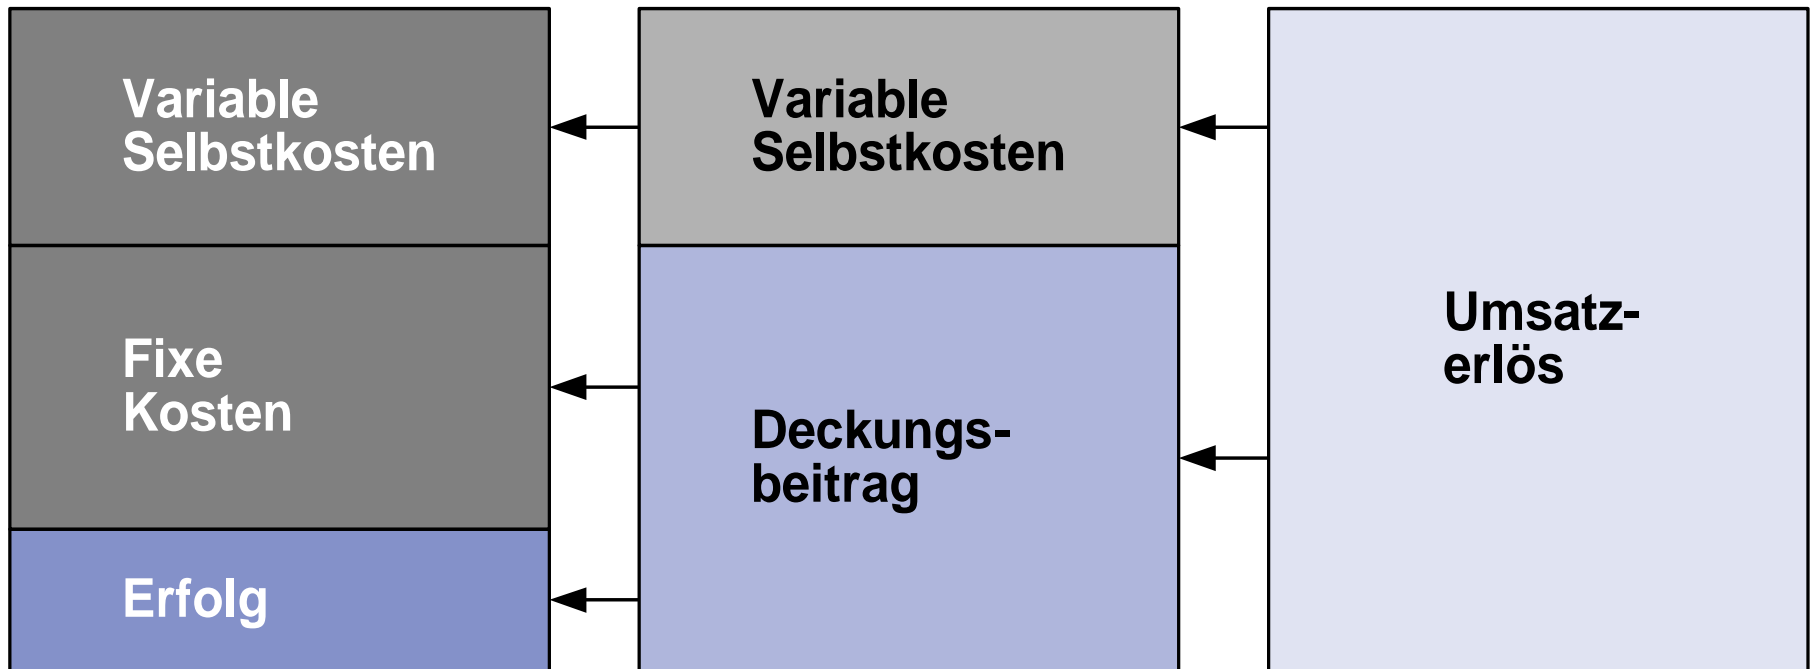 Variable
Selbstkosten
Fixe
Kosten
Erfolg
Variable
Selbstkosten
Deckungs-
beitrag
Umsatz-
erlös